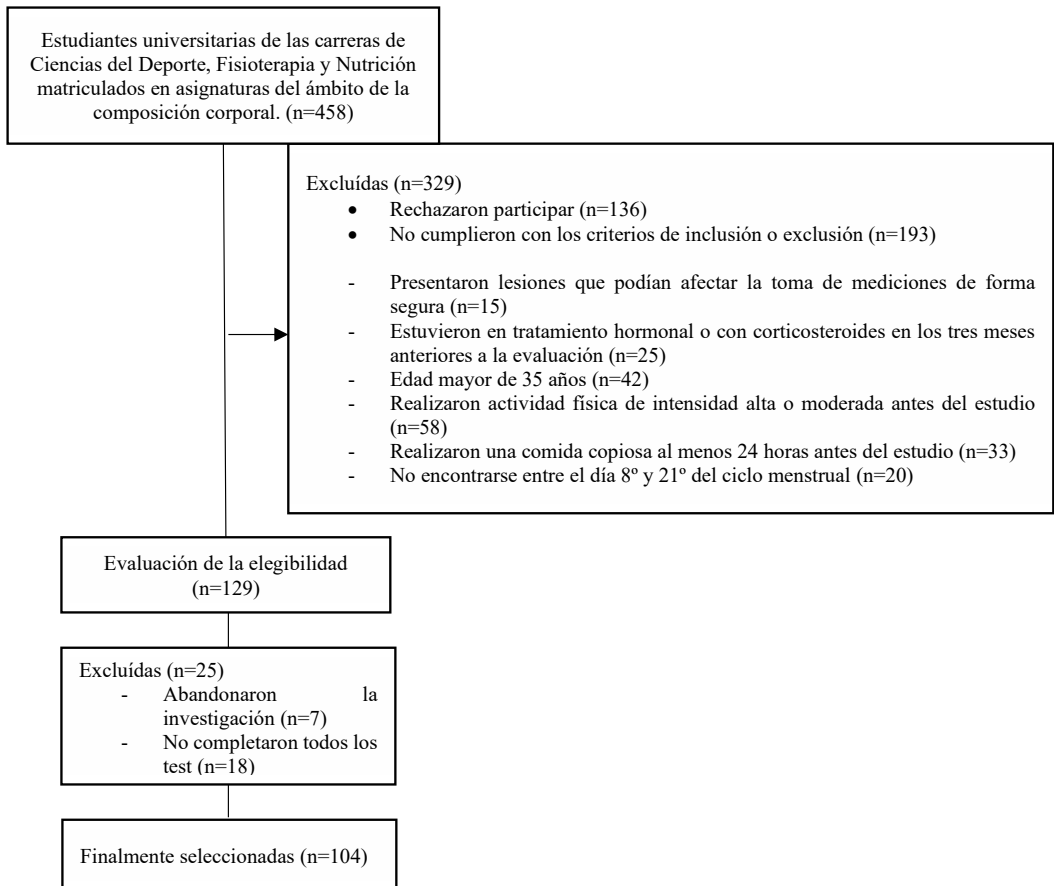 Estudiantes universitarias de las carreras de
Ciencias del Deporte, Fisioterapia y Nutrición
matriculados en asignaturas del ámbito de la
composición corporal. (n=458)
Excluídas (n=329)
• Rechazaron participar (n=136)
• No cumplieron con los criterios de inclusión o exclusión (n=193)
- Presentaron lesiones que podían afectar la toma de mediciones de forma
segura (n=15)
- Estuvieron en tratamiento hormonal o con corticosteroides en los tres meses
anteriores a la evaluación (n=25)
- Edad mayor de 35 años (n=42)
- Realizaron actividad física de intensidad alta o moderada antes del estudio
(n=58)
- Realizaron una comida copiosa al menos 24 horas antes del estudio (n=33)
- No encontrarse entre el día 8º y 21º del ciclo menstrual (n=20)
Evaluación de la elegibilidad
(n=129)
Excluídas (n=25)
- Abandonaron la
investigación (n=7)
- No completaron todos los
test (n=18)
Finalmente seleccionadas (n=104)